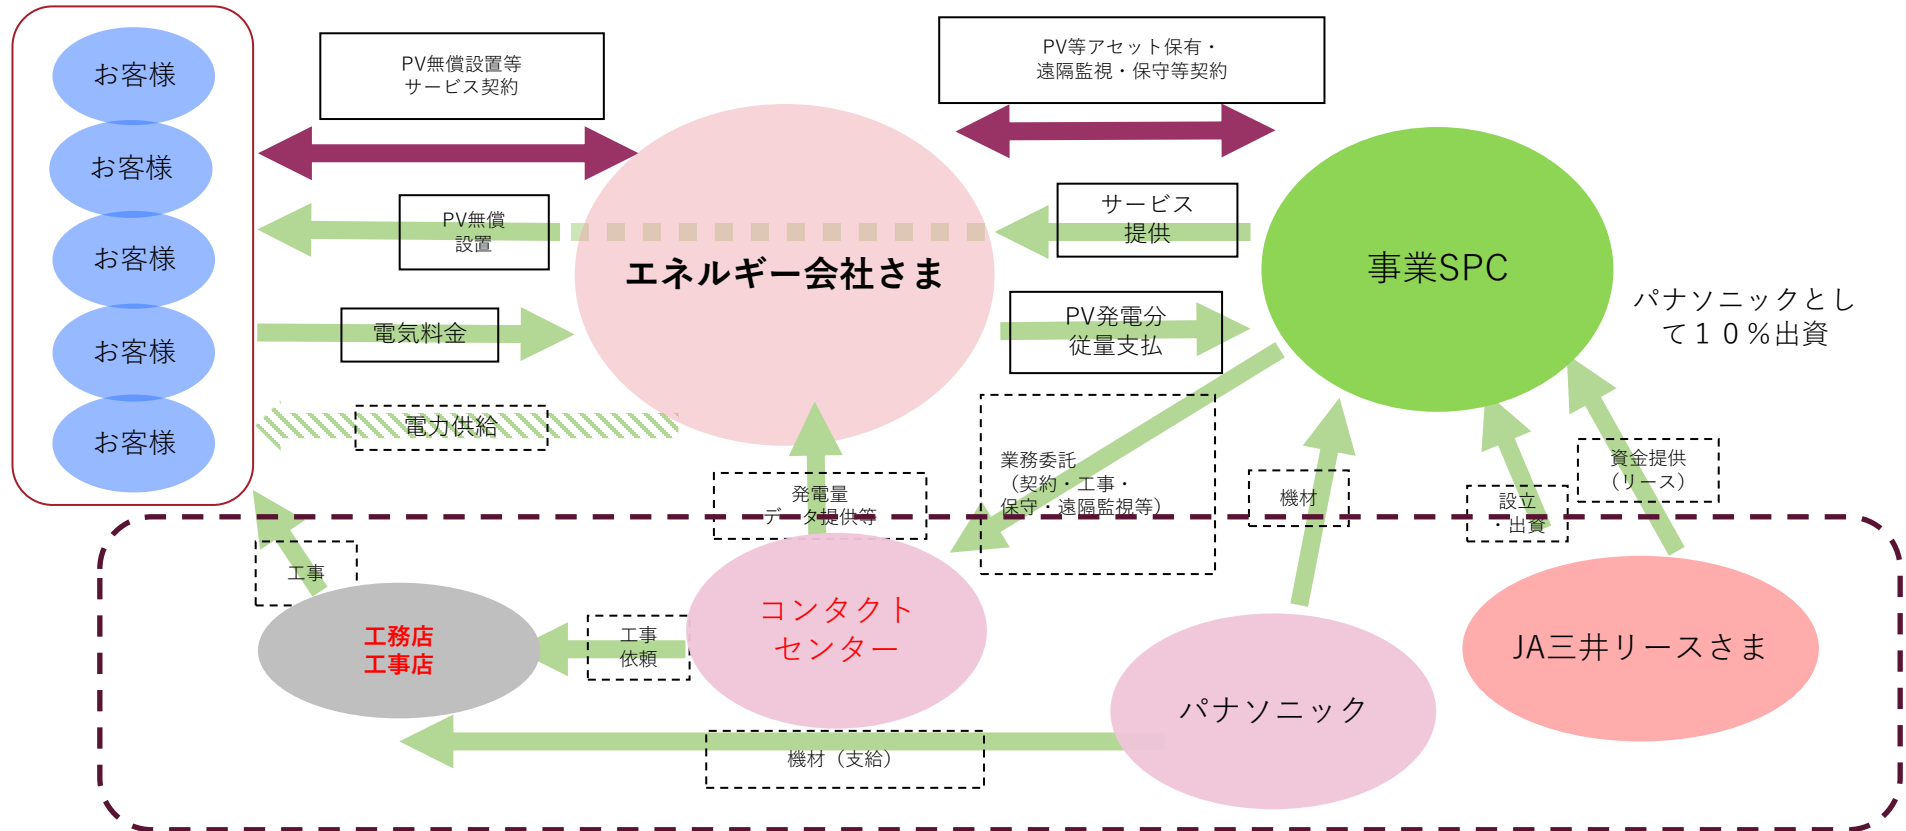 お客様
お客様
お客様
お客様
お客様
PV無償設置等
サービス契約
PV等アセット保有・
遠隔監視・保守等契約
PV無償
設置
サービス
提供
エネルギー会社さま
事業SPC
電気料金
PV発電分
従量支払
パナソニックとし
て１０％出資
電力供給
業務委託
（契約・工事・
保守・遠隔監視等）
発電量
データ提供等
機材
設立
・出資
資金提供
（リース）
工事
工務店
工事店
工事
依頼
コンタクト
センター
パナソニック
JA三井リースさま
機材（支給）